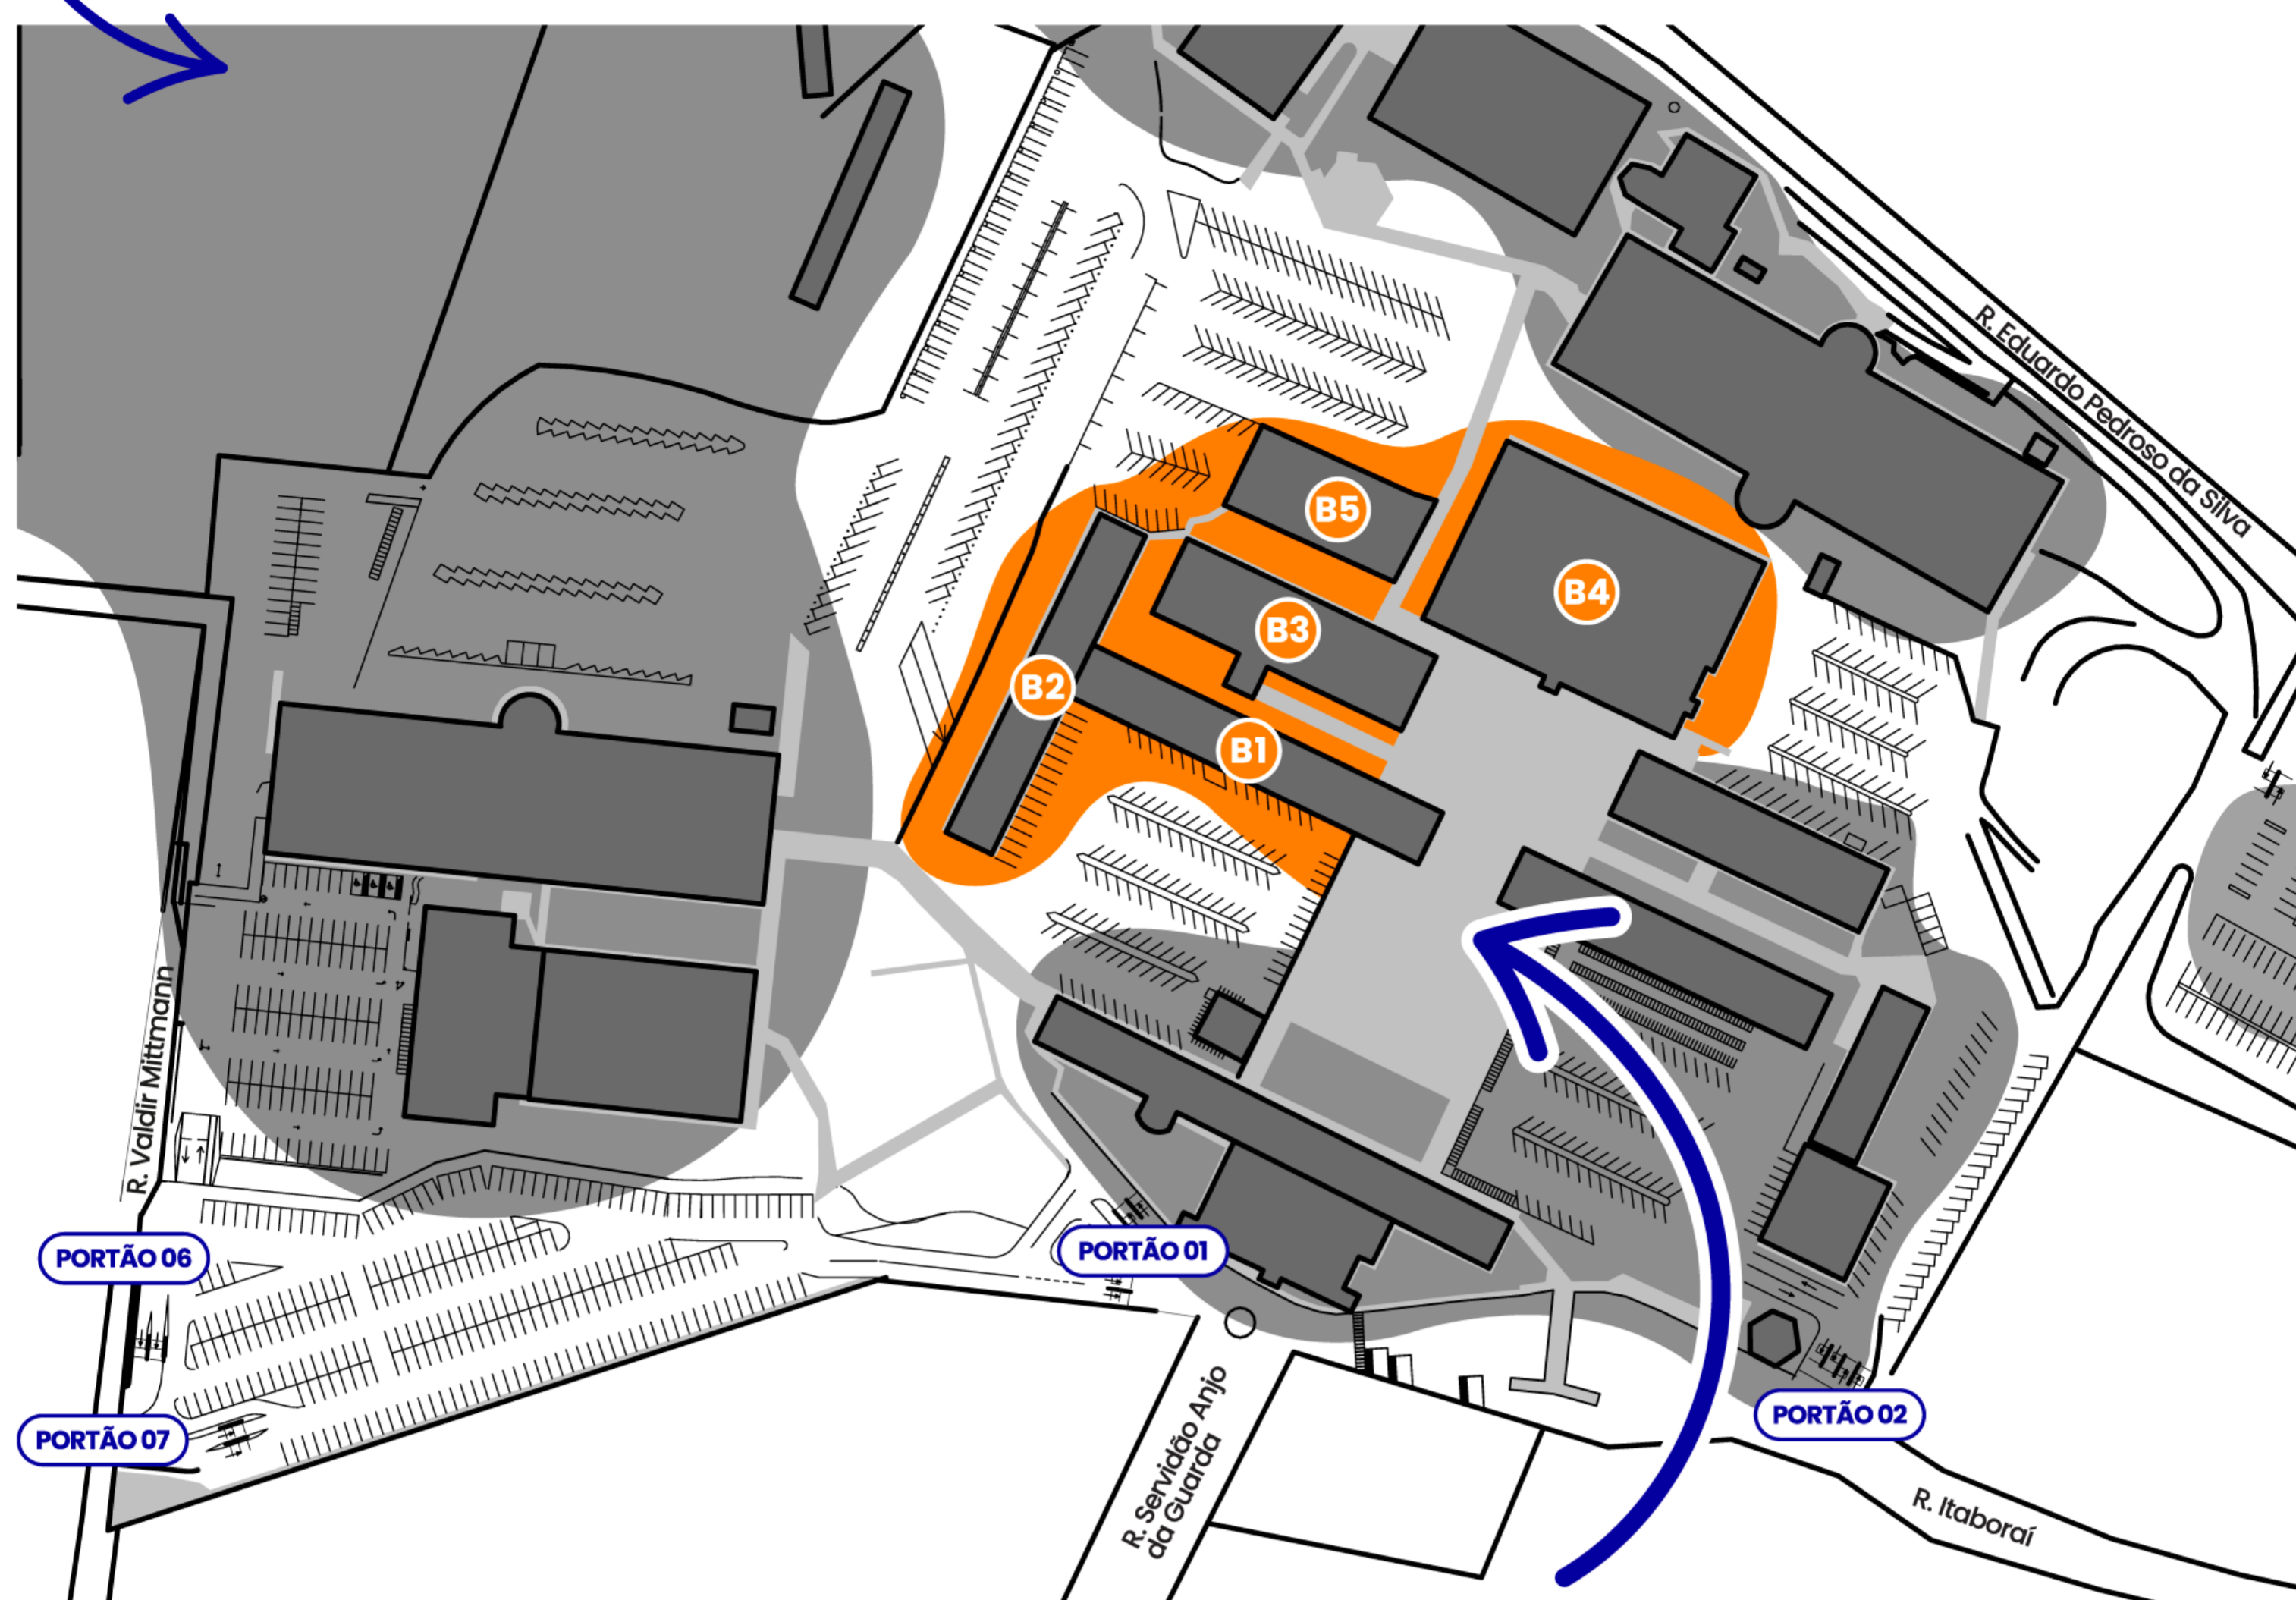 R. Eduardo Pedroso da Silva
B5
B4
B3
B2
B1
R. Valdir Mittmann
PORTÃO 06
PORTÃO 01
PORTÃO 02
PORTÃO 07
R. Servidão Anjo
da Guarda
R. Itaboraí